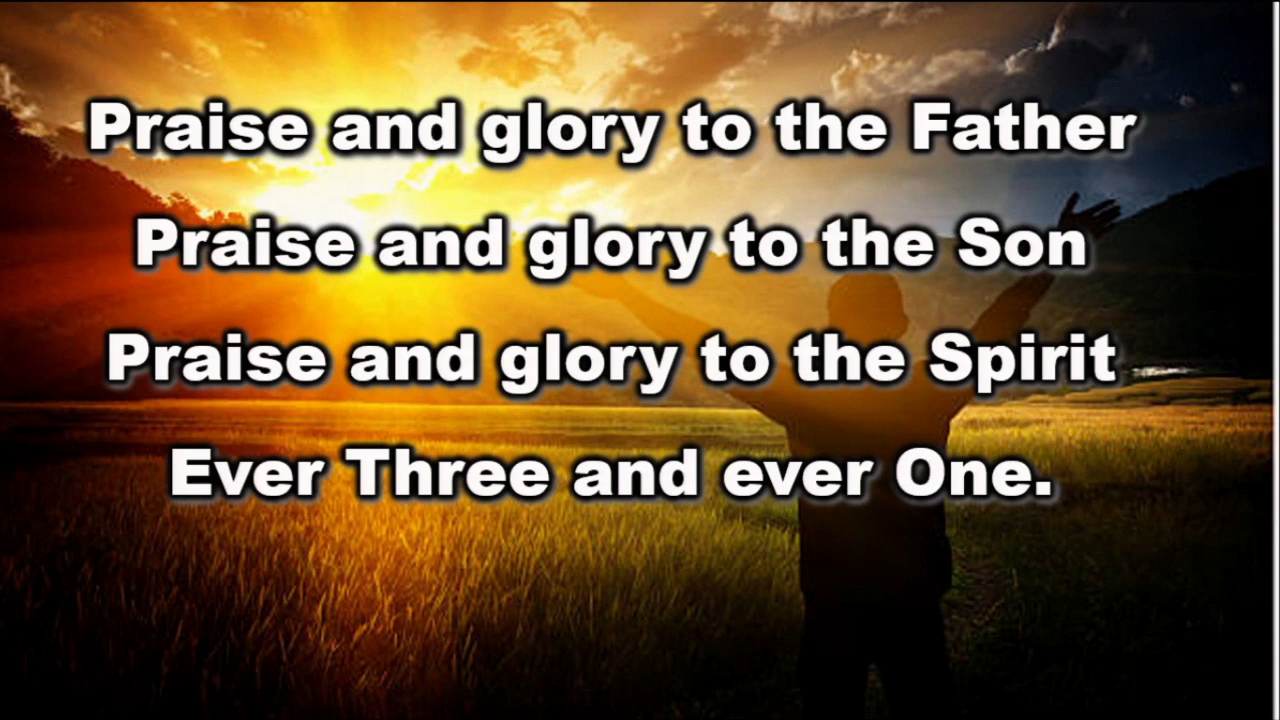 Praise and glory to the Father
Praise and glory to the Son
Praise and glory to the Spirit
Ever Three and ever One.